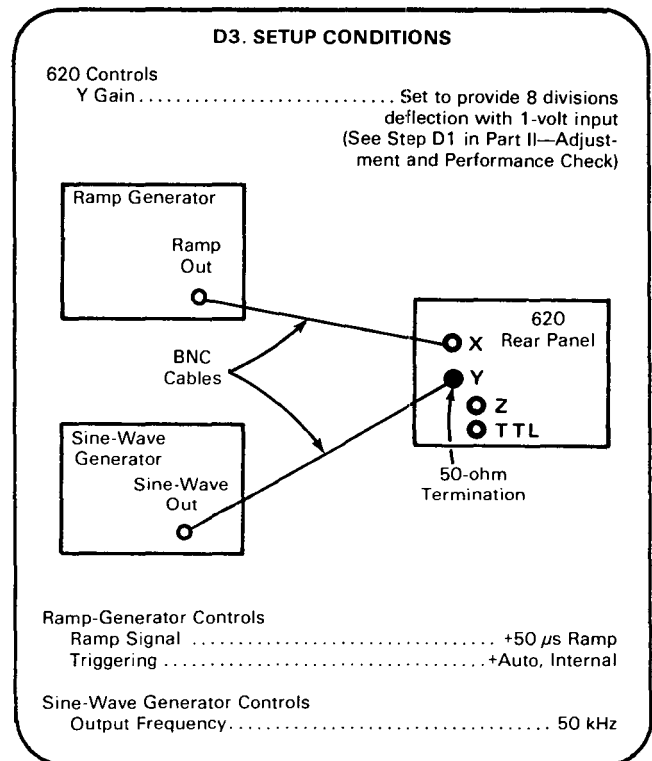 D3. SETUP CONDITIONS
620 Controls
Y Gain............................ Set to provide 8 divisions
deflection with 1-volt input
(See Step D1 in Part II—Adjust-
ment and Performance Check)
Ramp Generator
Ramp
Out
620
Rear Panel
X
BNC
Cables
Y
Z
TTL
Sine-Wave
Generator
Sine-Wave
Out
50-ohm
Termination
Ramp-Generator Controls
Ramp Signal ................................. +50 μs Ramp
Triggering ................................... +Auto, Internal
Sine-Wave Generator Controls
Output Frequency................................... 50 kHz